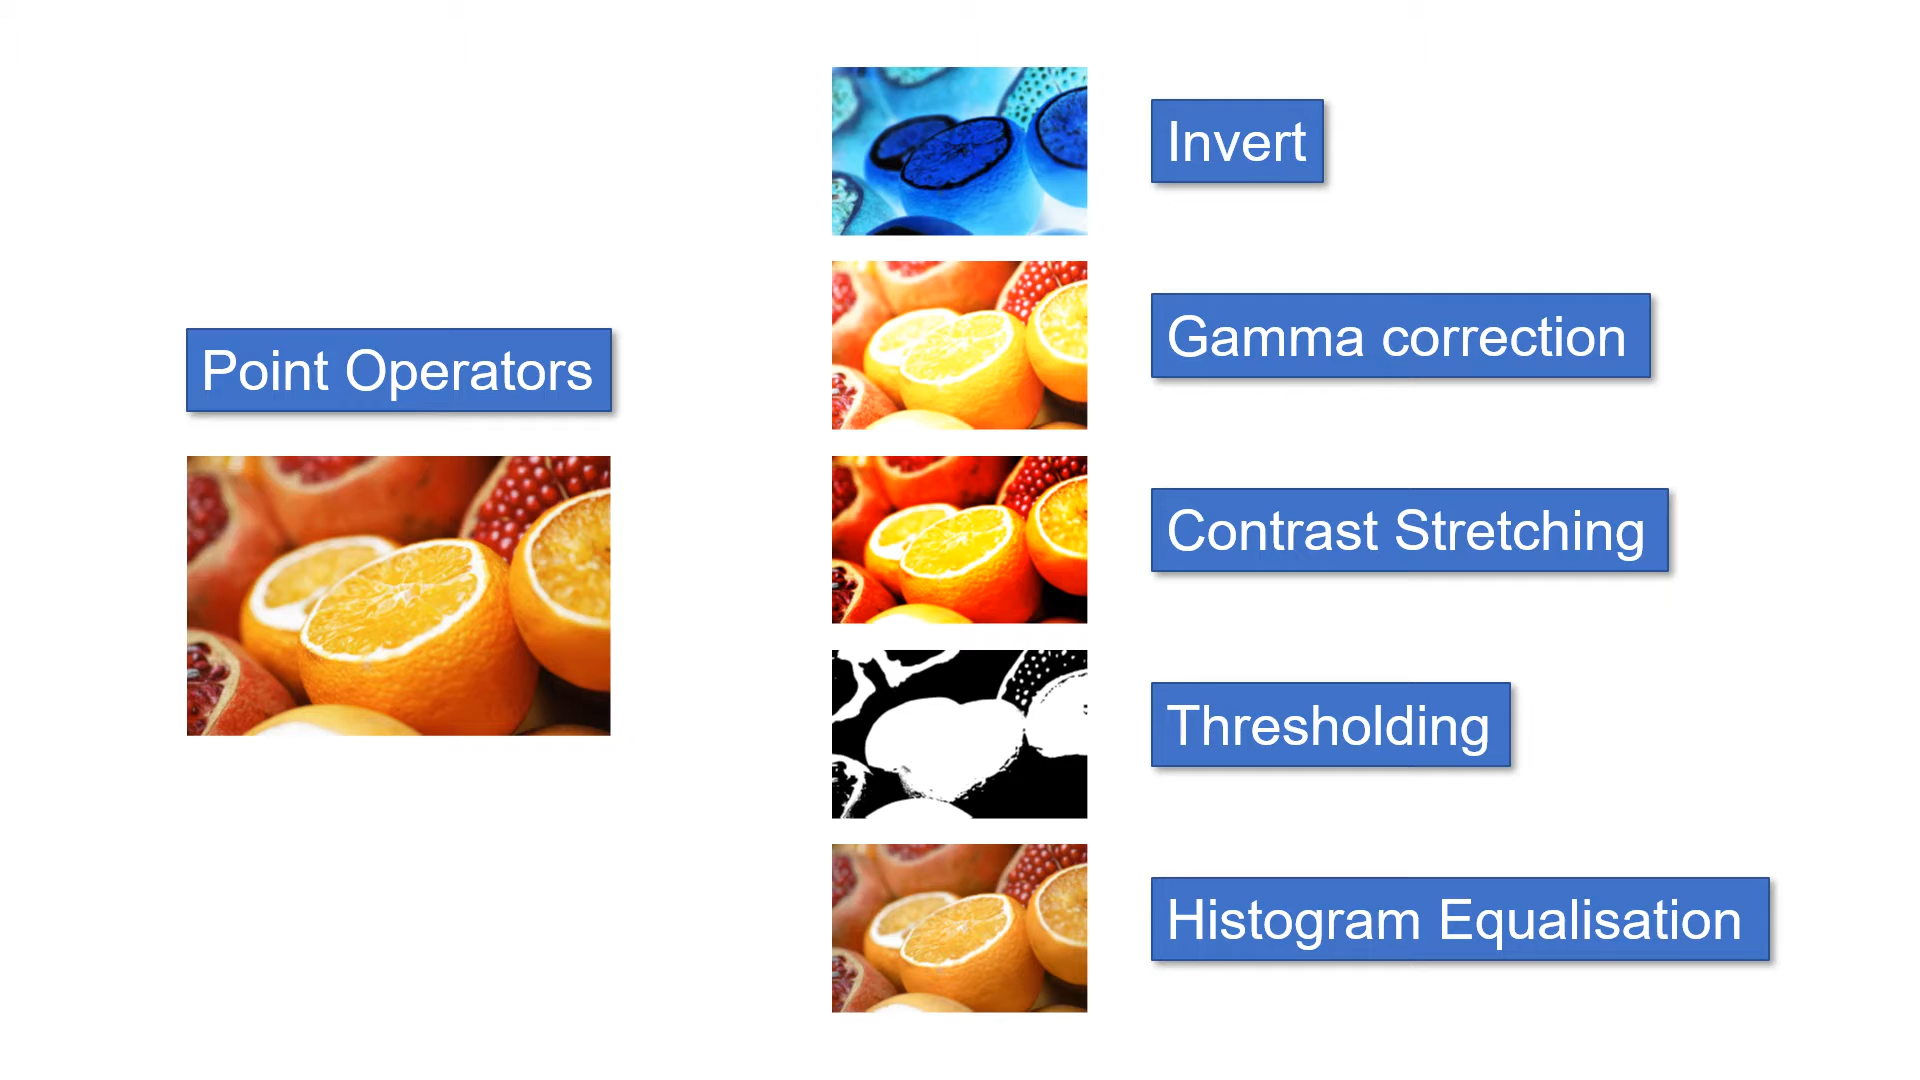 Point Operators
Invert
Gamma correction
Contrast Stretching
Thresholding
Histogram Equalisation